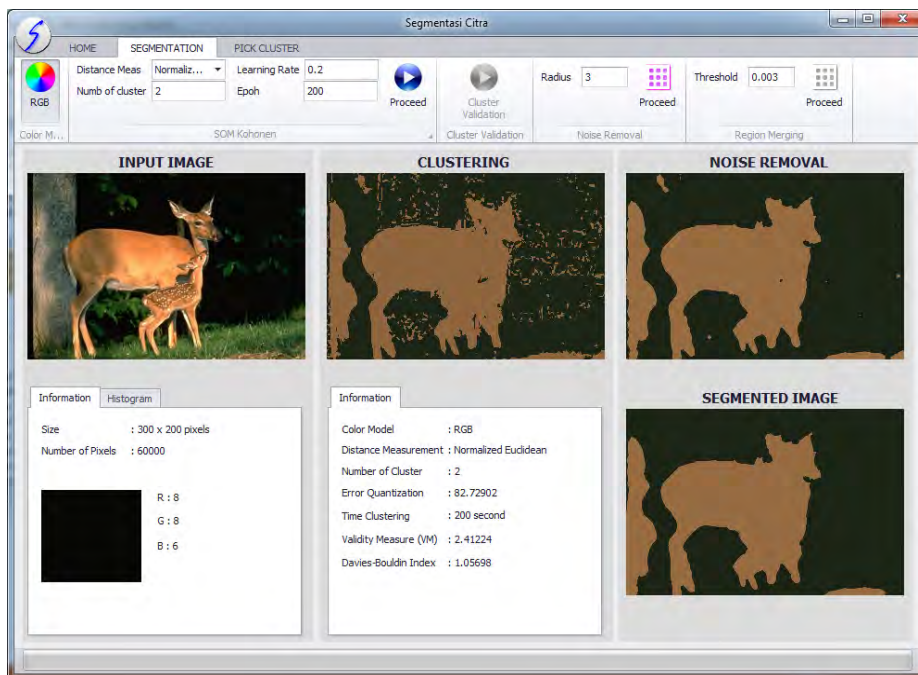 Segmentasi Citra
HOME SEGMENTATION PICK CLUSTER
RGB
Color M...
Distance Meas Normaliz...
Learning Rate 0.2
Numb of cluster 2
Epoh 200
Proceed
SOM Kohonen
Cluster
Validation
Cluster Validation
Radius 3
Proceed
Noise Removal
Threshold 0.003
Proceed
Region Merging
INPUT IMAGE
CLUSTERING
NOISE REMOVAL
Information Histogram
Size : 300 x 200 pixels
Number of Pixels : 60000
R : 8
G : 8
B : 6
Information
Color Model : RGB
Distance Measurement : Normalized Euclidean
Number of Cluster : 2
Error Quantization : 82.72902
Time Clustering : 200 second
Validity Measure (VM) : 2.41224
Davies-Bouldin Index : 1.05698
SEGMENTED IMAGE